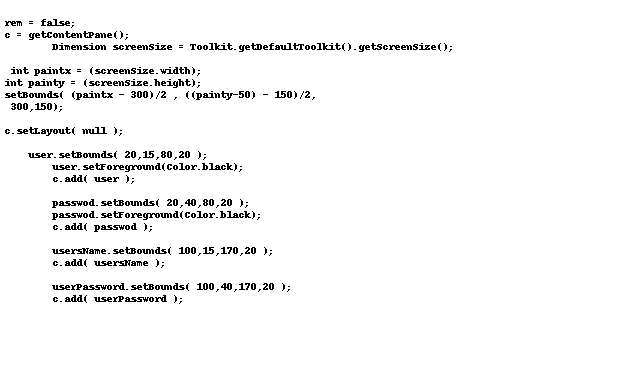 rem = false;
c = getContentPane();
Dimension screenSize = Toolkit.getDefaultToolkit().getScreenSize();
int paintx = (screenSize.width);
int painty = (screenSize.height);
setBounds( (paintx - 300)/2 , ((painty-50) - 150)/2,
300,150);
c.setLayout( null );
user.setBounds( 20,15,80,20 );
user.setForeground(Color.black);
c.add( user );
passwod.setBounds( 20,40,80,20 );
passwod.setForeground(Color.black);
c.add( passwod );
usersName.setBounds( 100,15,170,20 );
c.add( usersName );
userPassword.setBounds( 100,40,170,20 );
c.add( userPassword );